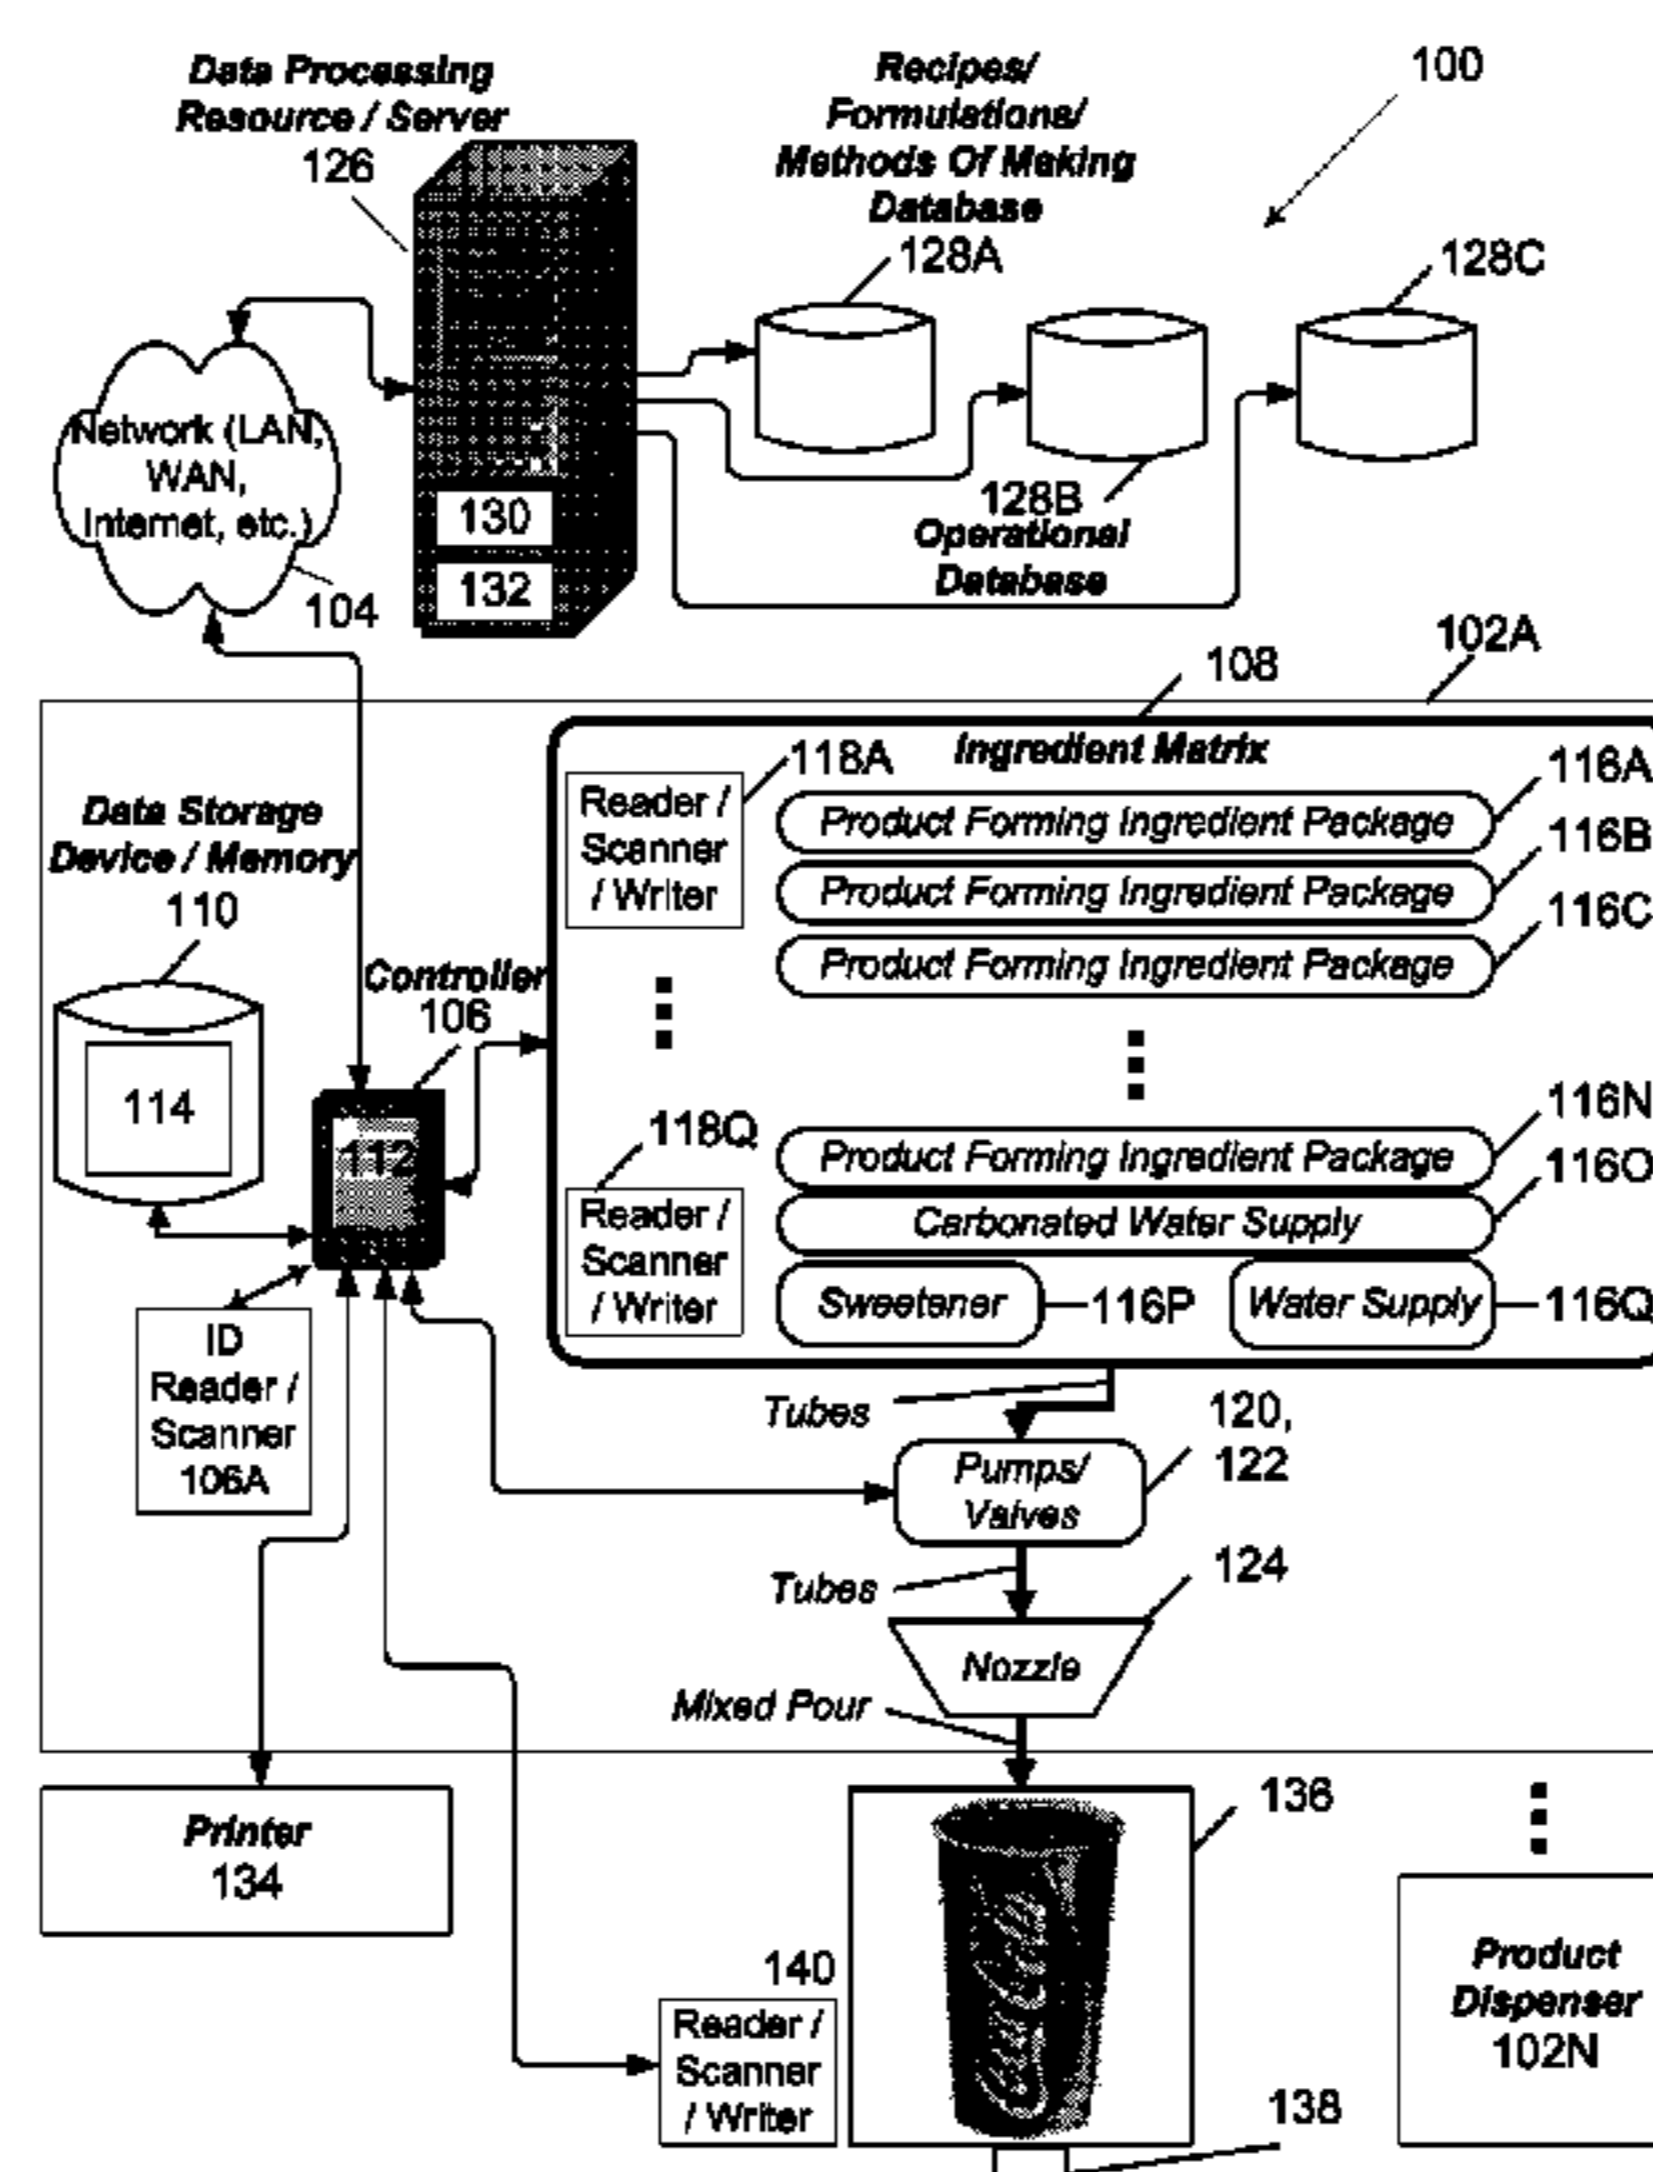 Data Processing
Resource / Server
126
Recipes/
Formulations/
Methods Of Making
Database
128A
100
128C
Network (LAN,
WAN,
Internet, etc.)
104
130
132
128B
Operational
Database
102A
108
Ingredient Matrix
118A
Reader /
Scanner
/ Writer
Product Forming Ingredient Package
116A
Product Forming Ingredient Package
116B
Product Forming Ingredient Package
116C
Data Storage
Device / Memory
110
114
Controller
106
112
118Q
Reader /
Scanner
/ Writer
Product Forming Ingredient Package
116N
Carbonated Water Supply
116O
Sweetener
116P
Water Supply
116Q
ID
Reader /
Scanner
106A
Tubes
Pumps/
Valves
120,
122
Tubes
124
Nozzle
Mixed Pour
Printer
134
136
140
Reader /
Scanner
/ Writer
Product
Dispenser
102N
138